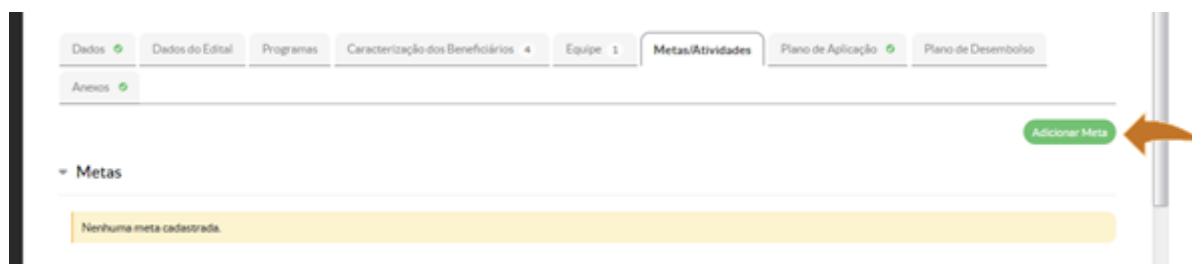 Dados Dados do Edital Programas Caracterização dos Beneficiários 4 Equipe 1 Metas/Atividades Plano de Aplicação Plano de Desembolso
Anexos
Adicionar Meta
Metas
Nenhuma meta cadastrada.